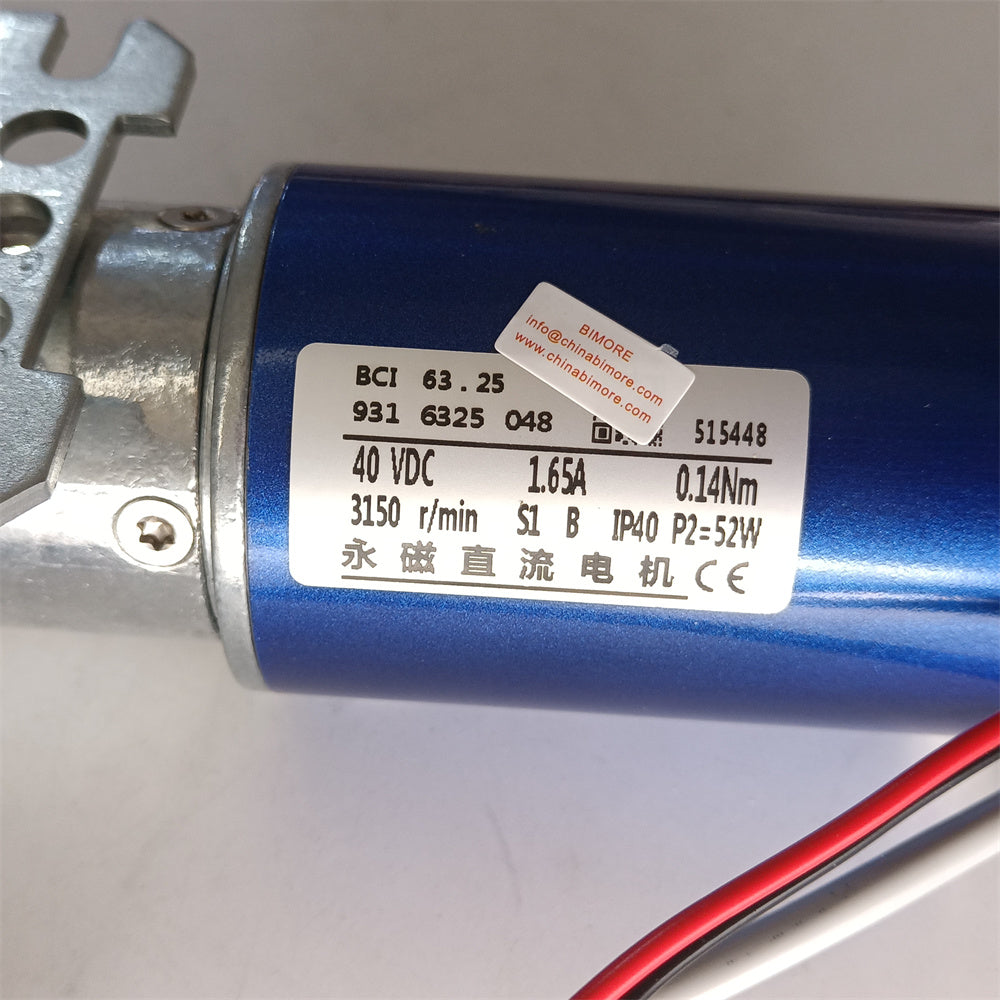 BIMORE
info@chinabimore.com
www.chinabimore.com
BCI 63.25
931 6325 048 515448
40 VDC 1.65A 0.14Nm
3150 r/min S1 B IP40 P2=52W
永磁直流电机 CE